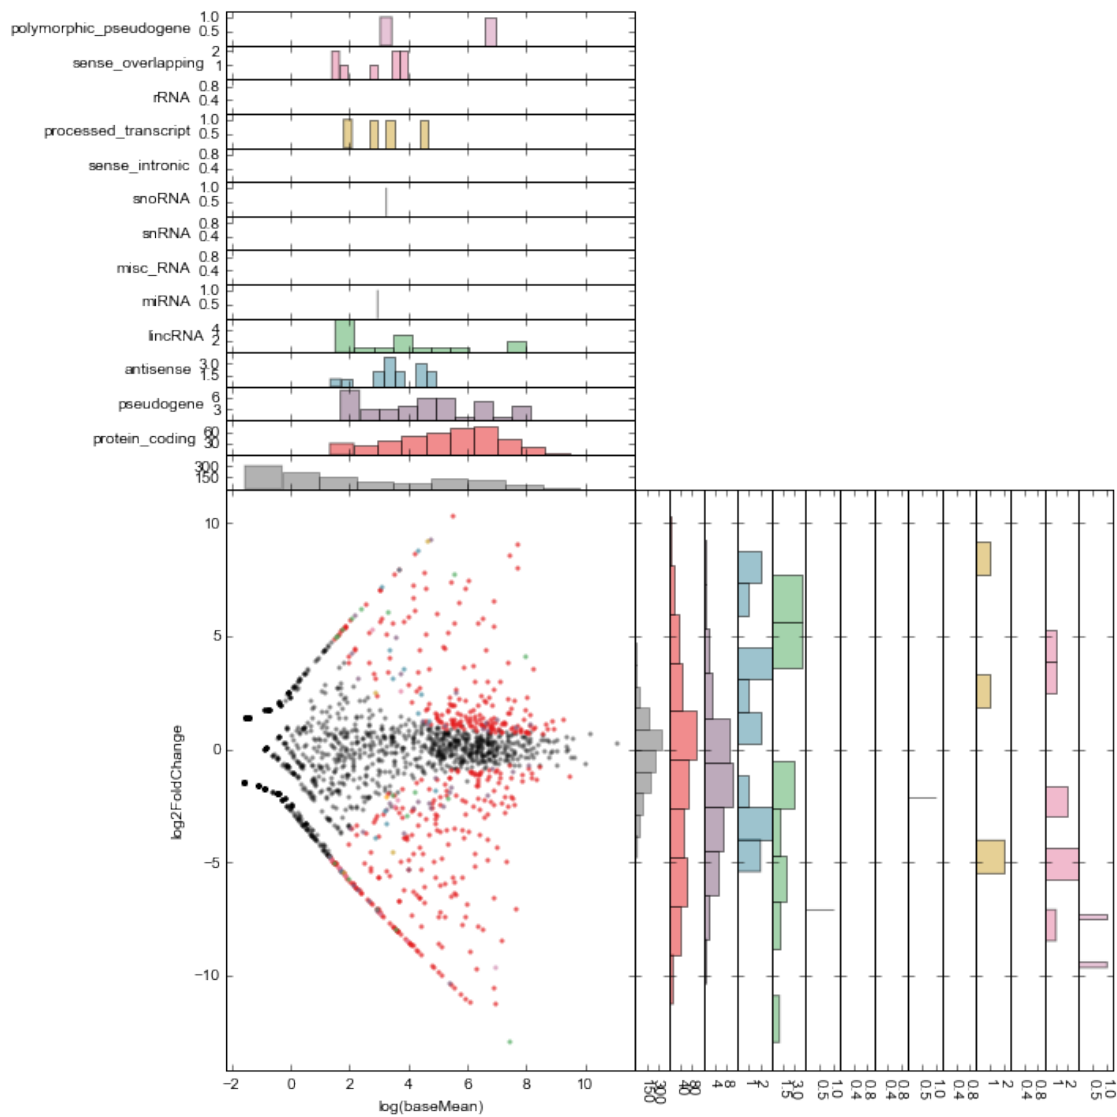 polymorphic_pseudogene 1.0 0.5
sense_overlapping 2 1
rRNA 0.8 0.4
processed_transcript 1.0 0.5
sense_intronic 0.8 0.4
snoRNA 1.0 0.5
snRNA 0.8 0.4
misc_RNA 0.8 0.4
miRNA 1.0 0.5
lincRNA 4 2
antisense 3.0 1.5
pseudogene 6 3
protein_coding 60 30
300 150
10
5
0
−5
−10
log2FoldChange
−2 0 2 4 6 8 10
log(baseMean)
150 300
40 80
4 8
1 2
1.5 3.0
0.5 1.0
0.4 0.8
0.4 0.8
0.5 1.0
0.4 0.8
1 2
0.4 0.8
1 2
0.5 1.0